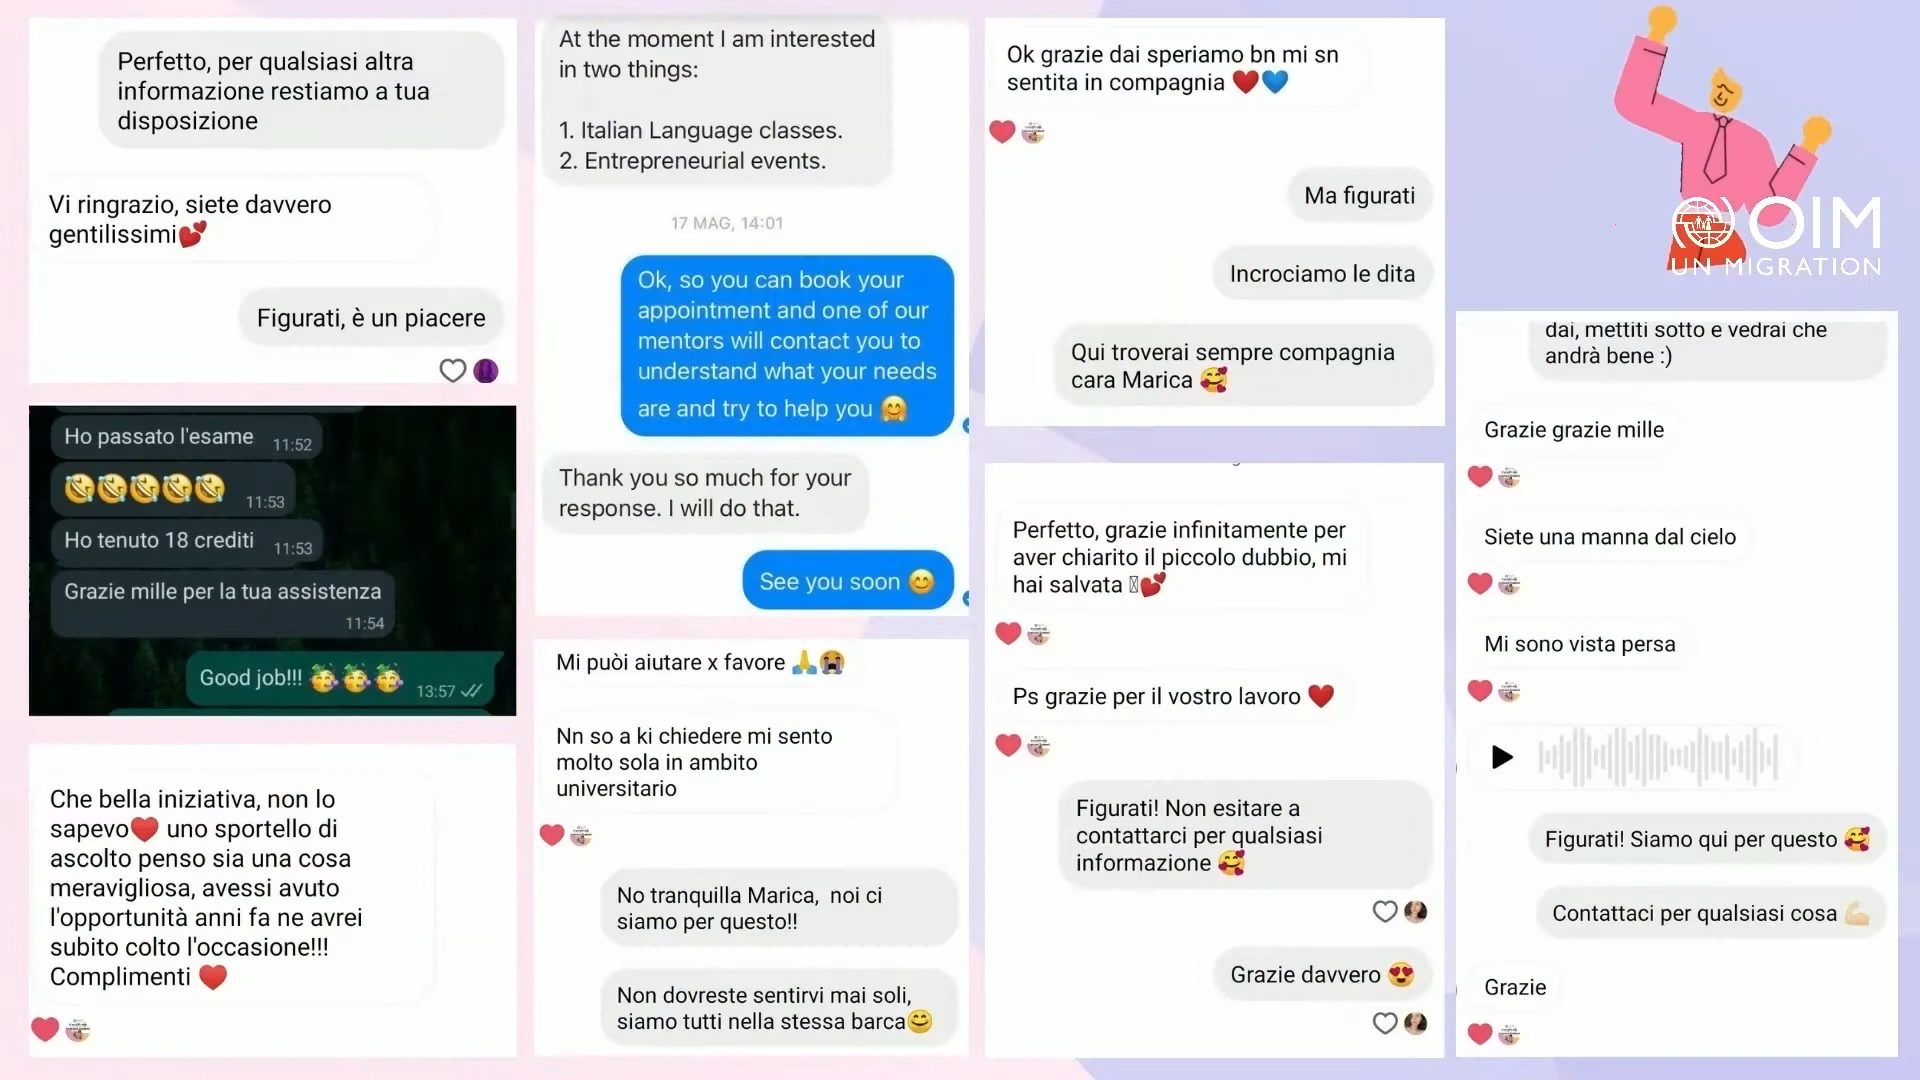 Perfetto, per qualsiasi altra
informazione restiamo a tua
disposizione
Vi ringrazio, siete davvero
gentilissimi💕
Figurati, è un piacere
Ho passato l'esame 11:52
🤣🤣🤣🤣🤣 11:53
Ho tenuto 18 crediti 11:53
Grazie mille per la tua assistenza
11:54
Good job!!! 🥳🥳🥳 13:57
Che bella iniziativa, non lo
sapevo♥️ uno sportello di
ascolto penso sia una cosa
meravigliosa, avessi avuto
l'opportunità anni fa ne avrei
subito colto l'occasione!!!
Complimenti ♥️
At the moment I am interested
in two things:
1. Italian Language classes.
2. Entrepreneurial events.
17 MAG, 14:01
Ok, so you can book your
appointment and one of our
mentors will contact you to
understand what your needs
are and try to help you 🤗
Thank you so much for your
response. I will do that.
See you soon 😊
Mi puòi aiutare x favore 🙏😭
Nn so a ki chiedere mi sento
molto sola in ambito
universitario
No tranquilla Marica,  noi ci
siamo per questo!!
Non dovreste sentirvi mai soli,
siamo tutti nella stessa barca😊
Ok grazie dai speriamo bn mi sn
sentita in compagnia ❤️💙
Ma figurati
Incrociamo le dita
Qui troverai sempre compagnia
cara Marica 🥰
Perfetto, grazie infinitamente per
aver chiarito il piccolo dubbio, mi
hai salvata 💕
Ps grazie per il vostro lavoro ❤️
Figurati! Non esitare a
contattarci per qualsiasi
informazione 🥰
Grazie davvero 😍
OIM
UN MIGRATION
dai, mettiti sotto e vedrai che
andrà bene :)
Grazie grazie mille
Siete una manna dal cielo
Mi sono vista persa
Figurati! Siamo qui per questo 🥰
Contattaci per qualsiasi cosa 💪🏼
Grazie